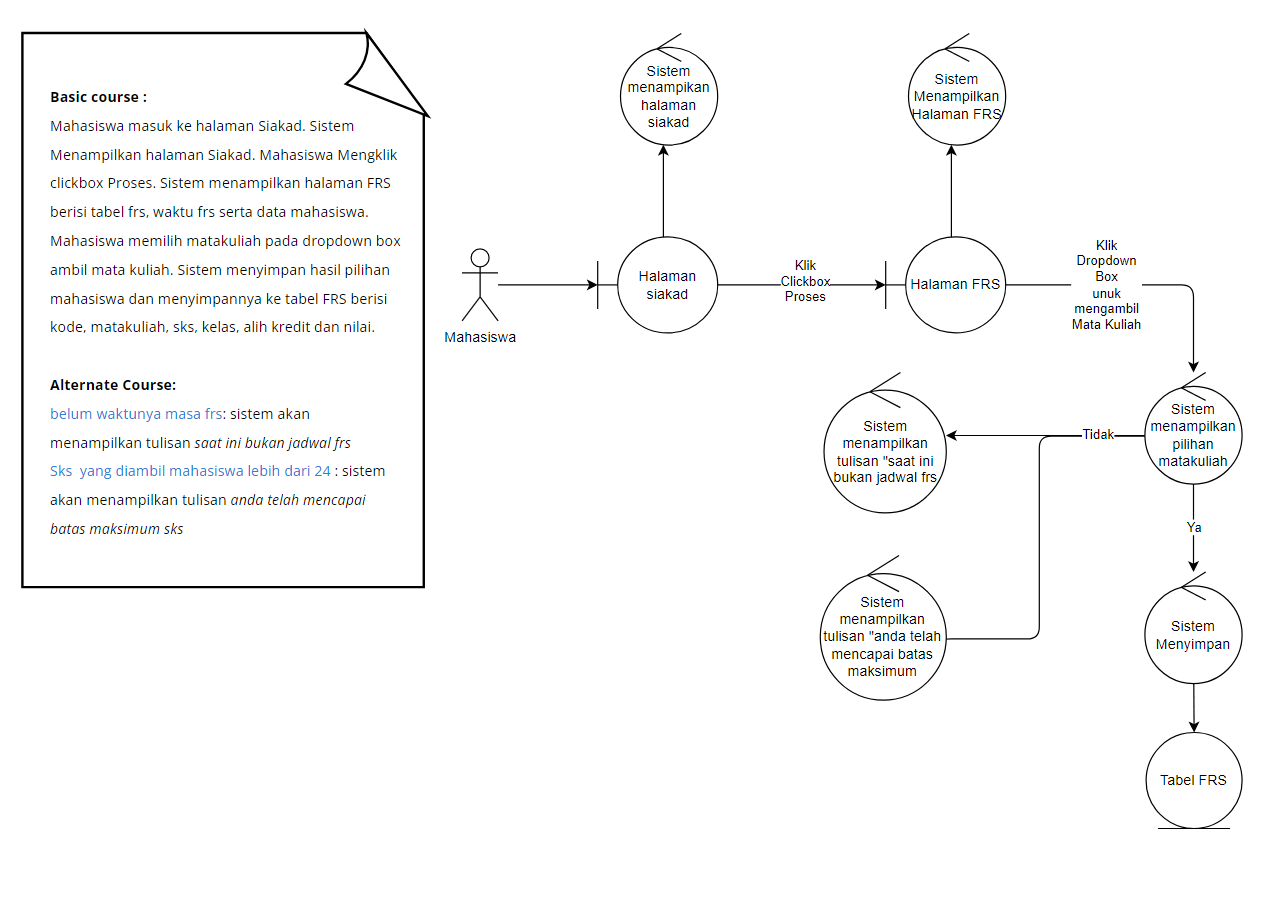 Basic course :
Mahasiswa masuk ke halaman Siakad. Sistem
Menampilkan halaman Siakad. Mahasiswa Mengklik
clickbox Proses. Sistem menampilkan halaman FRS
berisi tabel frs, waktu frs serta data mahasiswa.
Mahasiswa memilih matakuliah pada dropdown box
ambil mata kuliah. Sistem menyimpan hasil pilihan
mahasiswa dan menyimpannya ke tabel FRS berisi
kode, matakuliah, sks, kelas, alih kredit dan nilai.
Alternate Course:
belum waktunya masa frs: sistem akan
menampilkan tulisan saat ini bukan jadwal frs
Sks  yang diambil mahasiswa lebih dari 24 : sistem
akan menampilkan tulisan anda telah mencapai
batas maksimum sks
Sistem
menampikan
halaman
siakad
Sistem
Menampilkan
Halaman FRS
Mahasiswa
Halaman
siakad
Klik
Clickbox
Proses
Halaman FRS
Klik
Dropdown
Box
unuk
mengambil
Mata Kuliah
Sistem
menampilkan
tulisan "saat ini
bukan jadwal frs
Tidak
Sistem
menampilkan
pilihan
matakuliah
Ya
Sistem
menampilkan
tulisan "anda telah
mencapai batas
maksimum
Sistem
Menyimpan
Tabel FRS